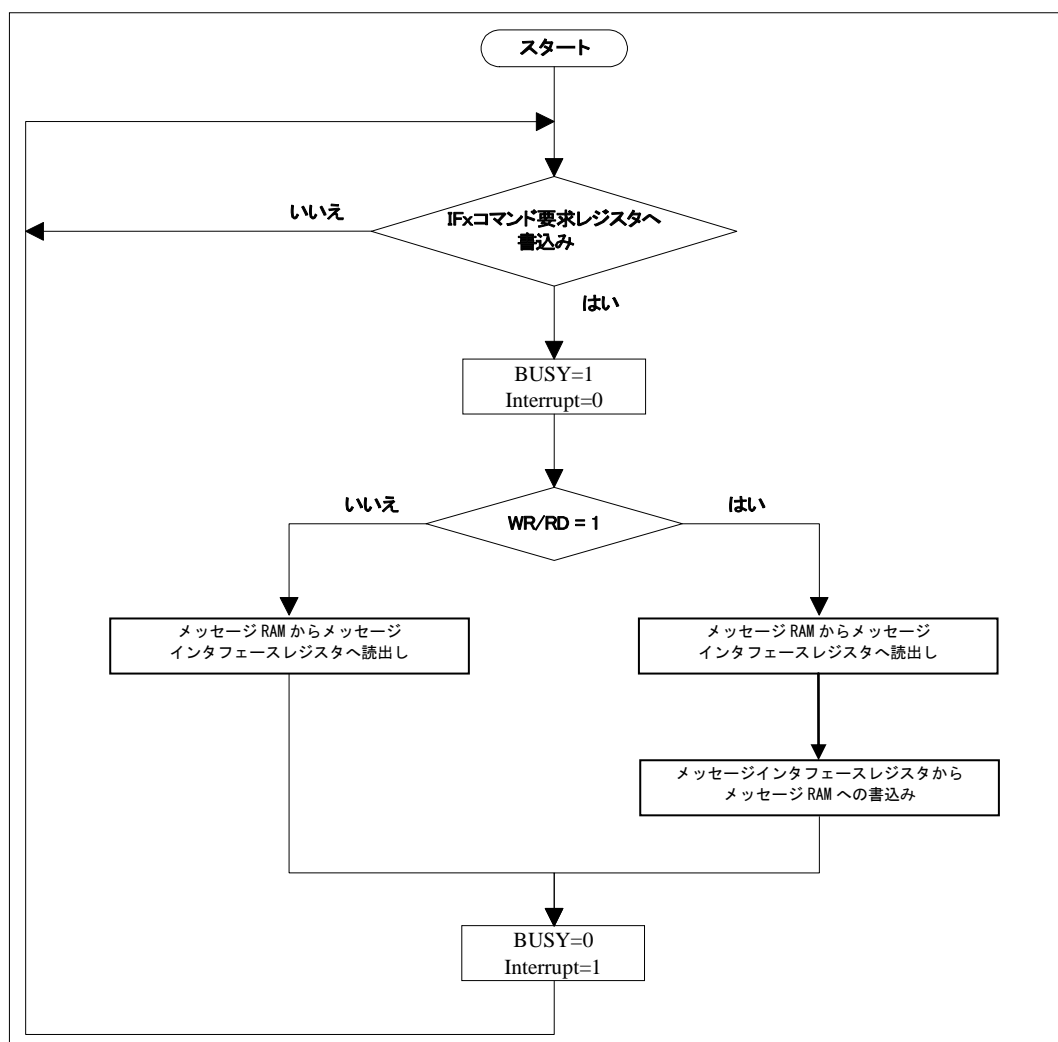 スタート
いいえ
IFxコマンド要求レジスタへ
書込み
はい
BUSY=1
Interrupt=0
いいえ
WR/RD = 1
はい
メッセージ RAM からメッセージ
インタフェースレジスタへ読出し
メッセージ RAM からメッセージ
インタフェースレジスタへ読出し
メッセージインタフェースレジスタから
メッセージ RAM への書込み
BUSY=0
Interrupt=1